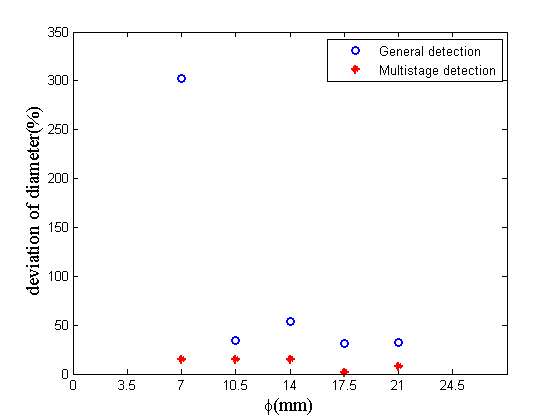 350
300
250
200
150
100
50
0
deviation of diameter(%)
General detection
Multistage detection
0 3.5 7 10.5 14 17.5 21 24.5
ϕ(mm)